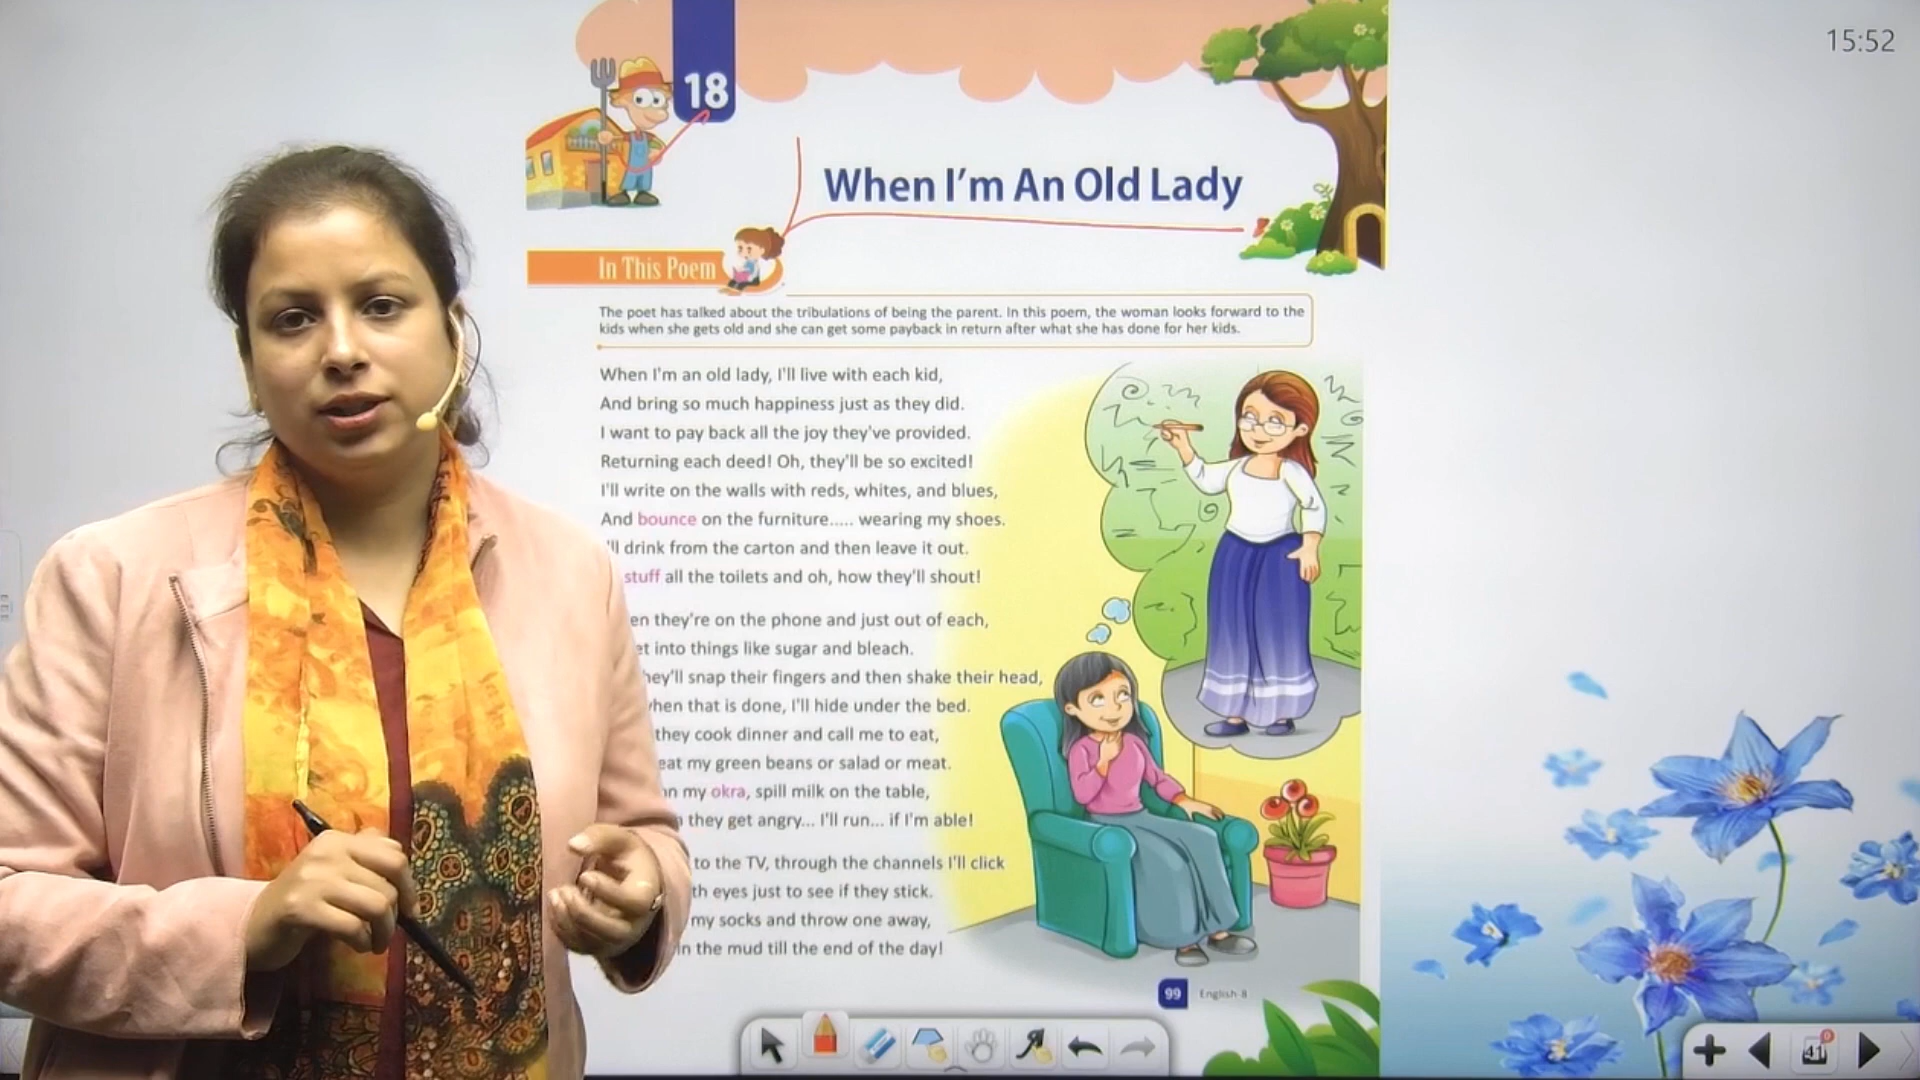 15:52
18
When I'm An Old Lady
In This Poem
The poet has talked about the tribulations of being the parent. In this poem, the woman looks forward to the
kids when she gets old and she can get some payback in return after what she has done for her kids.
When I'm an old lady, I'll live with each kid,
And bring so much happiness just as they did.
I want to pay back all the joy they've provided.
Returning each deed! Oh, they'll be so excited!
I'll write on the walls with reds, whites, and blues,
And bounce on the furniture..... wearing my shoes.
'll drink from the carton and then leave it out.
stuff all the toilets and oh, how they'll shout!
en they're on the phone and just out of each,
et into things like sugar and bleach.
hey'll snap their fingers and then shake their head,
hen that is done, I'll hide under the bed.
they cook dinner and call me to eat,
eat my green beans or salad or meat.
n my okra, spill milk on the table,
they get angry... I'll run... if I'm able!
to the TV, through the channels I'll click
th eyes just to see if they stick.
my socks and throw one away,
in the mud till the end of the day!
99 English-8
41